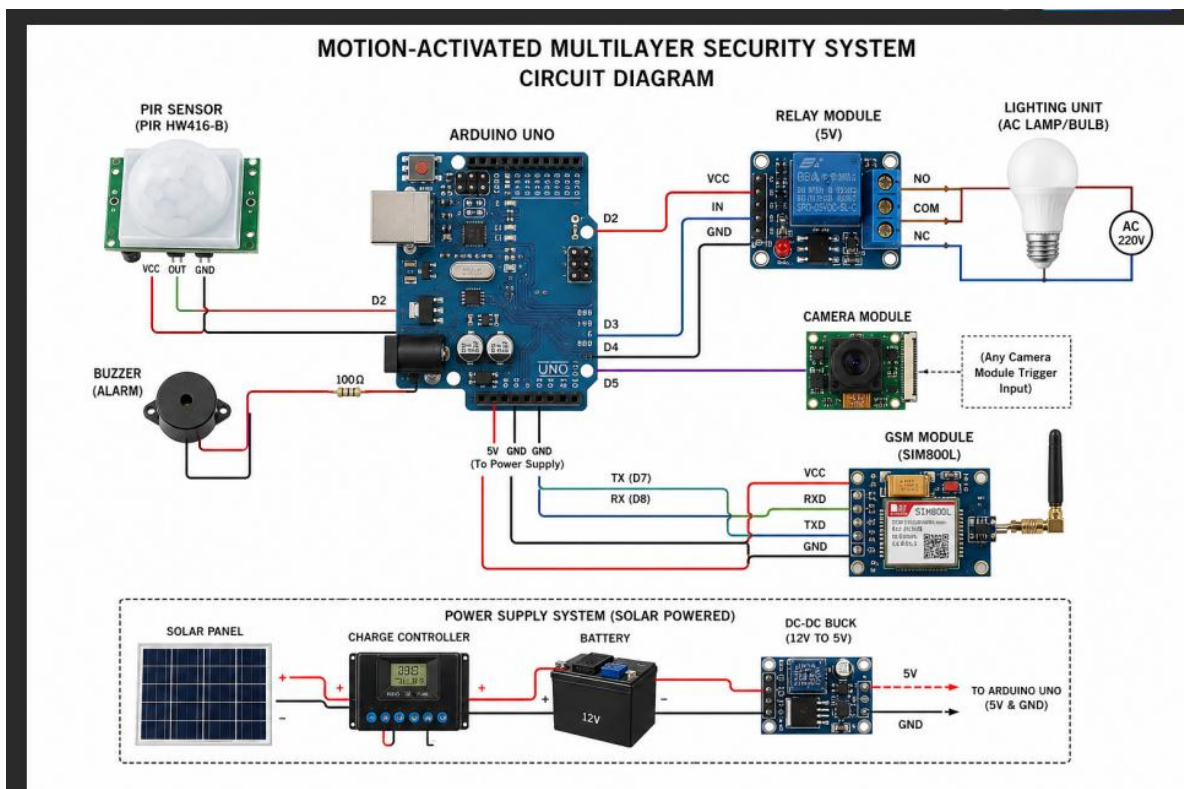 MOTION-ACTIVATED MULTILAYER SECURITY SYSTEM
CIRCUIT DIAGRAM
PIR SENSOR
(PIR HW416-B)
VCC OUT GND
D2
ARDUINO UNO
UNO
D2
D3
D4
D5
RELAY MODULE
(5V)
VCC
IN
GND
SRD-05VDC-SL-C
NO
COM
NC
LIGHTING UNIT
(AC LAMP/BULB)
AC
220V
BUZZER
(ALARM)
100Ω
CAMERA MODULE
(Any Camera
Module Trigger
Input)
5V GND GND
(To Power Supply)
TX (D7)
RX (D8)
GSM MODULE
(SIM800L)
VCC
RXD
TXD
GND
SIM800L
POWER SUPPLY SYSTEM (SOLAR POWERED)
SOLAR PANEL
+
−
CHARGE CONTROLLER
+
+
BATTERY
+
−
12V
DC-DC BUCK
(12V TO 5V)
5V
GND
TO ARDUINO UNO
(5V & GND)